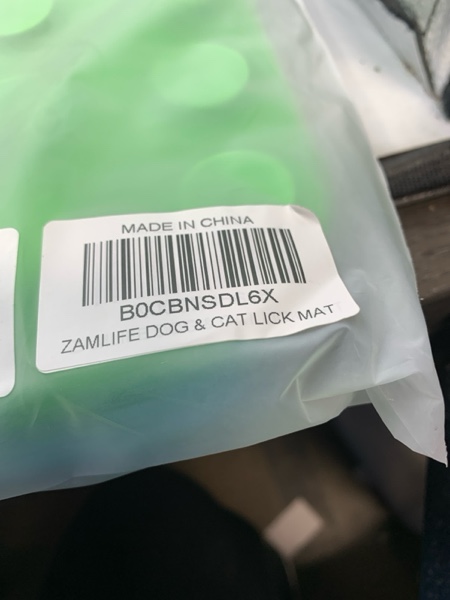 MADE IN CHINA
B0CBNSDL6X
ZAMLIFE DOG & CAT LICK MAT